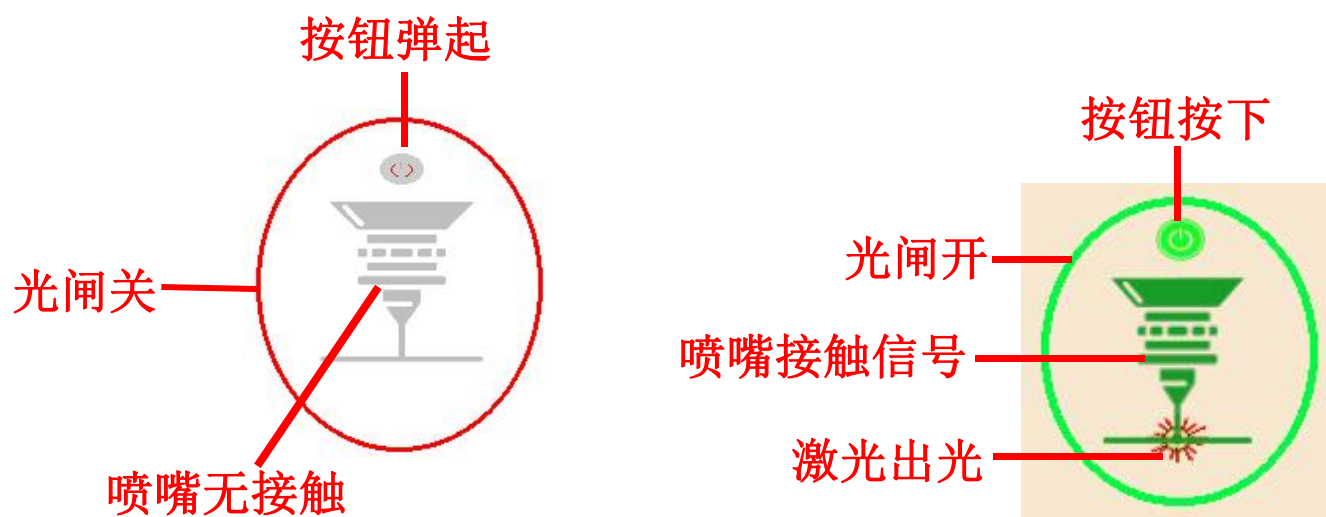 按钮弹起
光闸关
喷嘴无接触
按钮按下
光闸开
喷嘴接触信号
激光出光